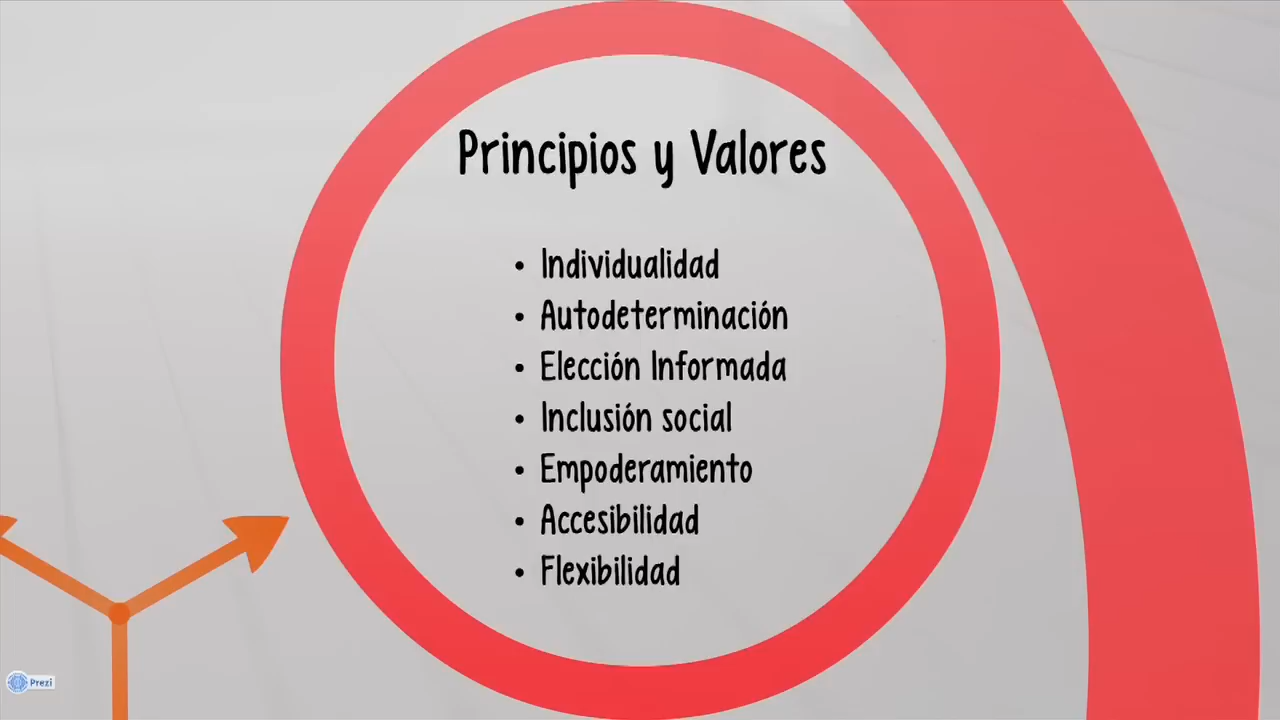 Principios y Valores
• Individualidad
• Autodeterminación
• Elección Informada
• Inclusión social
• Empoderamiento
• Accesibilidad
• Flexibilidad
Prezi